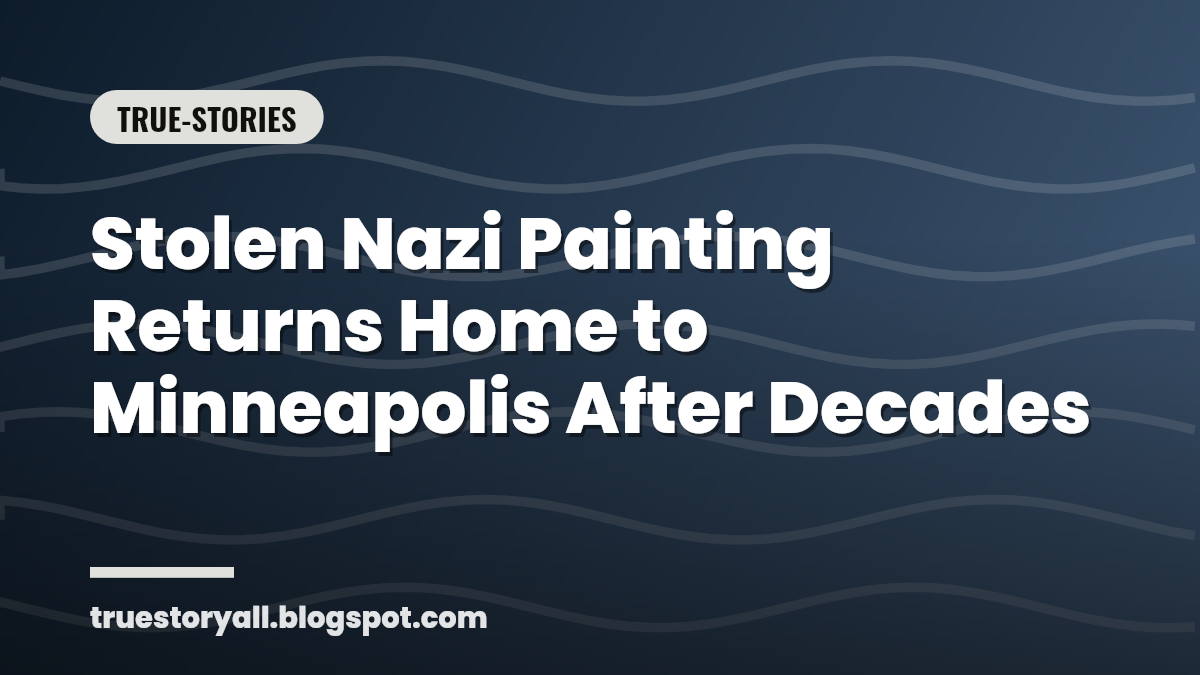 TRUE-STORIES
Stolen Nazi Painting
Returns Home to
Minneapolis After Decades
truestoryall.blogspot.com